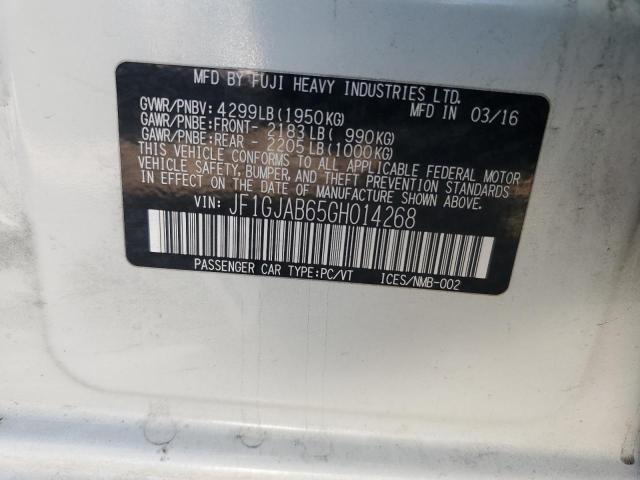 MFD BY FUJI HEAVY INDUSTRIES LTD.
GVWR/PNBV: 4299LB(1950KG) MFD IN 03/16
GAWR/PNBE:FRONT- 2183LB( 990KG)
GAWR/PNBE:REAR - 2205LB(1000KG)
THIS VEHICLE CONFORMS TO ALL APPLICABLE FEDERAL MOTOR
VEHICLE SAFETY, BUMPER, AND THEFT PREVENTION STANDARDS
IN EFFECT ON THE DATE OF MANUFACTURE SHOWN ABOVE.
VIN: JF1GJAB65GH014268
PASSENGER CAR TYPE:PC/VT ICES/NMB-002